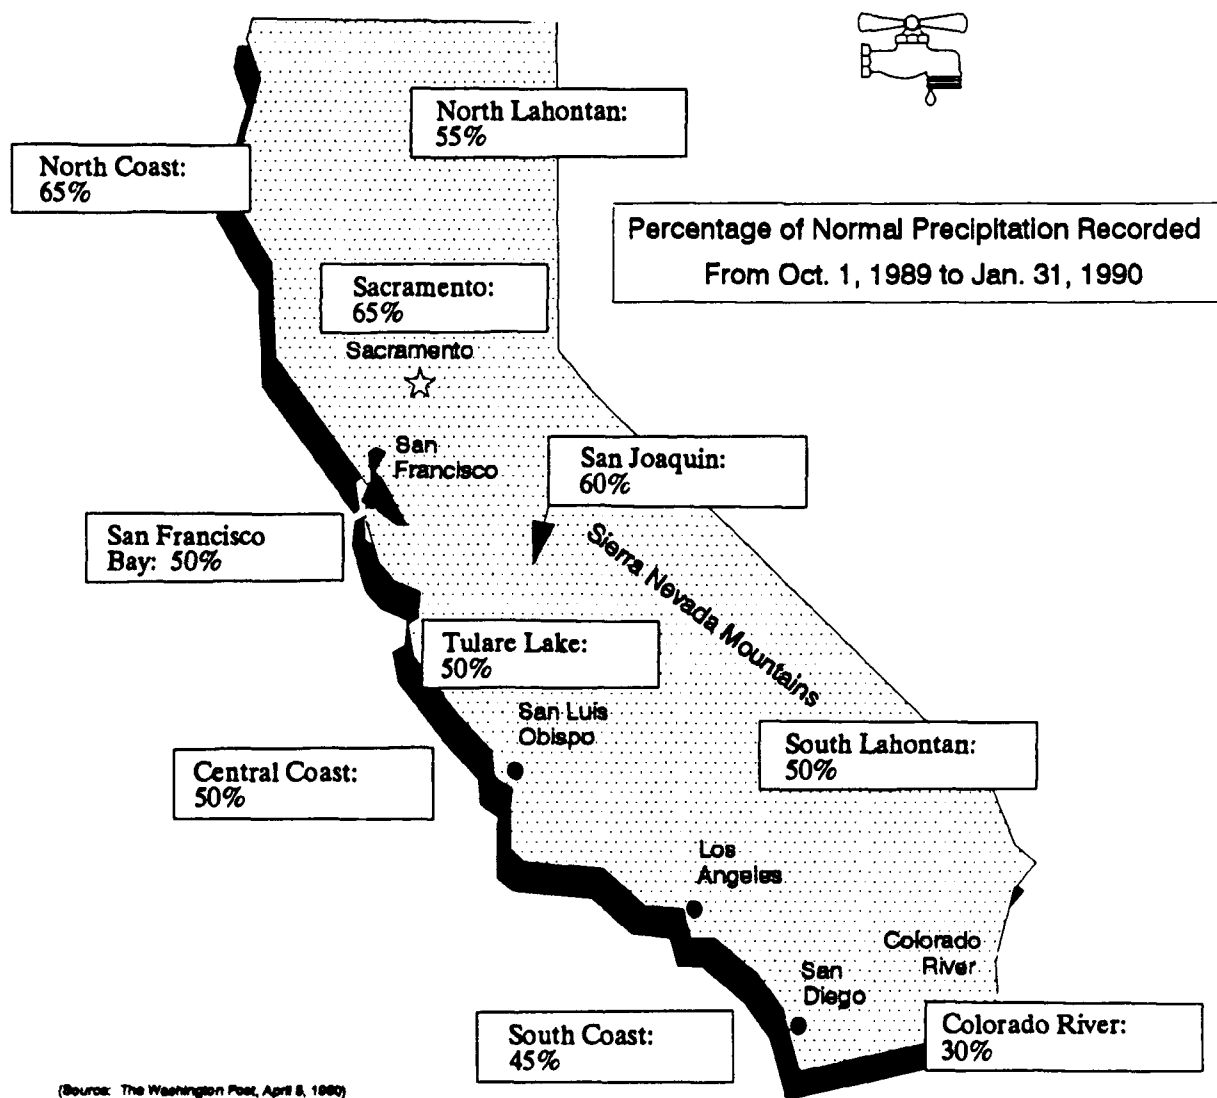 North Lahontan:
55%
North Coast:
65%
Percentage of Normal Precipitation Recorded
From Oct. 1, 1989 to Jan. 31, 1990
Sacramento:
65%
Sacramento
San
Francisco
San Joaquin:
60%
San Francisco
Bay: 50%
Sierra Nevada Mountains
Tulare Lake:
50%
San Luis
Obispo
South Lahontan:
50%
Central Coast:
50%
Los
Angeles
Colorado
River
San
Diego
South Coast:
45%
Colorado River:
30%
(Source: The Washington Post, April 8, 1990)